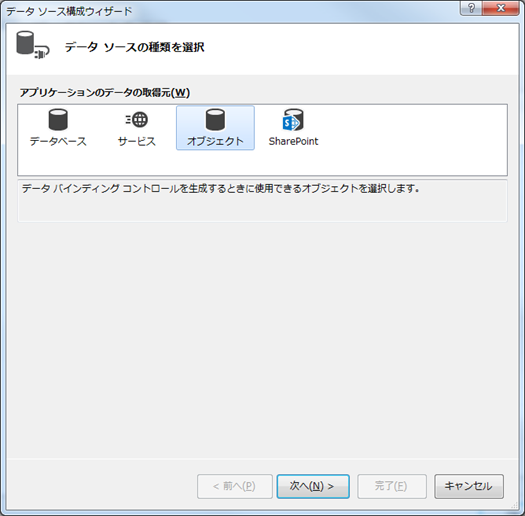 データ ソース構成ウィザード
?
データ ソースの種類を選択
アプリケーションのデータの取得元(W)
データベース
サービス
オブジェクト
SharePoint
データ バインディング コントロールを生成するときに使用できるオブジェクトを選択します。
< 前へ(P)
次へ(N) >
完了(F)
キャンセル